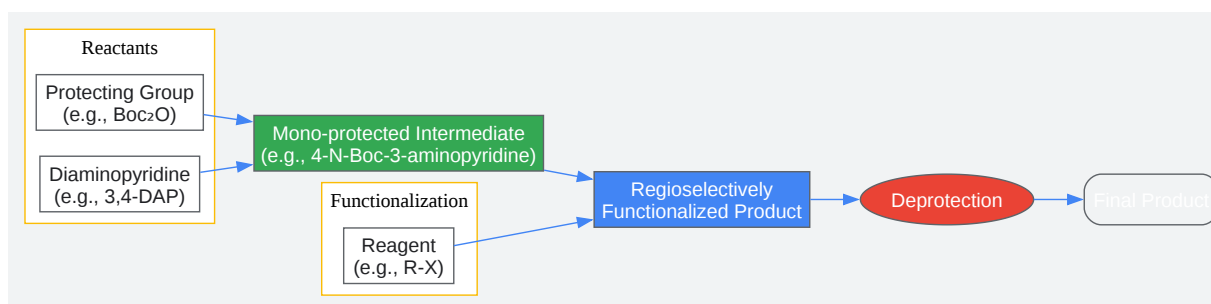 Reactants
Protecting Group
(e.g., Boc₂O)
Diaminopyridine
(e.g., 3,4-DAP)
Mono-protected Intermediate
(e.g., 4-N-Boc-3-aminopyridine)
Functionalization
Reagent
(e.g., R-X)
Regioselectively
Functionalized Product
Deprotection
Final Product